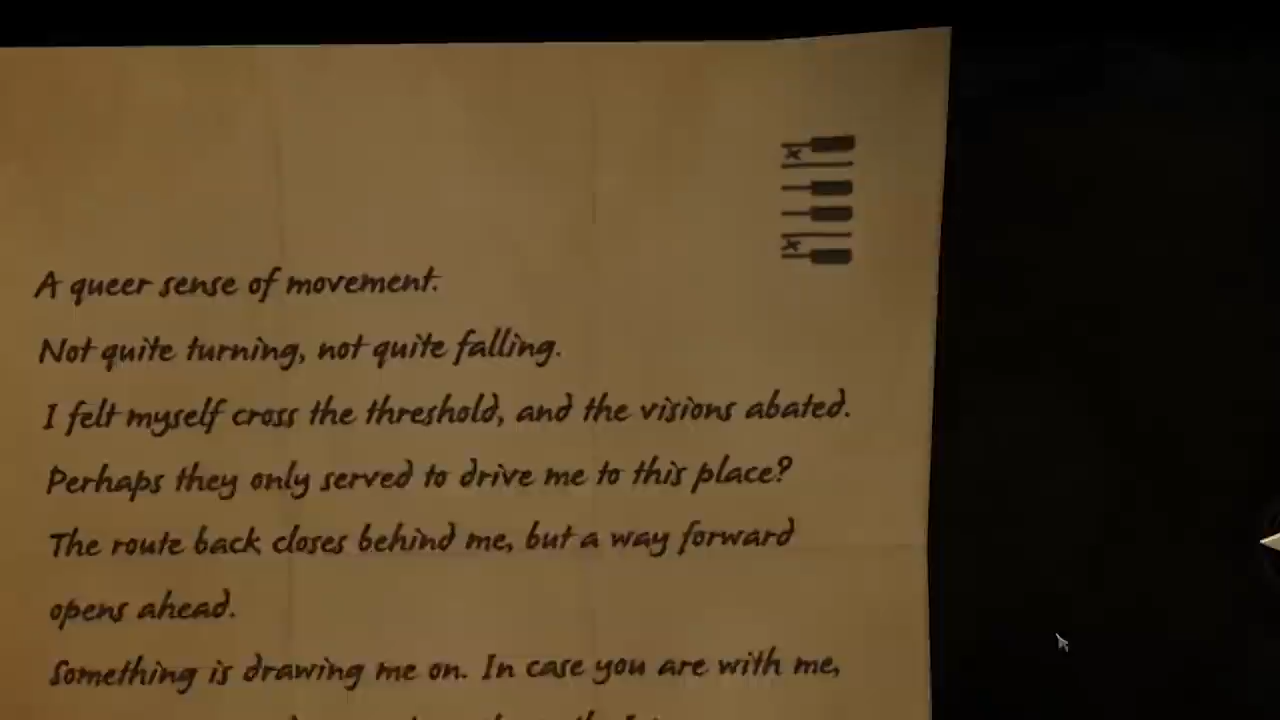 A queer sense of movement.
Not quite turning, not quite falling.
I felt myself cross the threshold, and the visions abated.
Perhaps they only served to drive me to this place?
The route back closes behind me, but a way forward
opens ahead.
Something is drawing me on. In case you are with me,